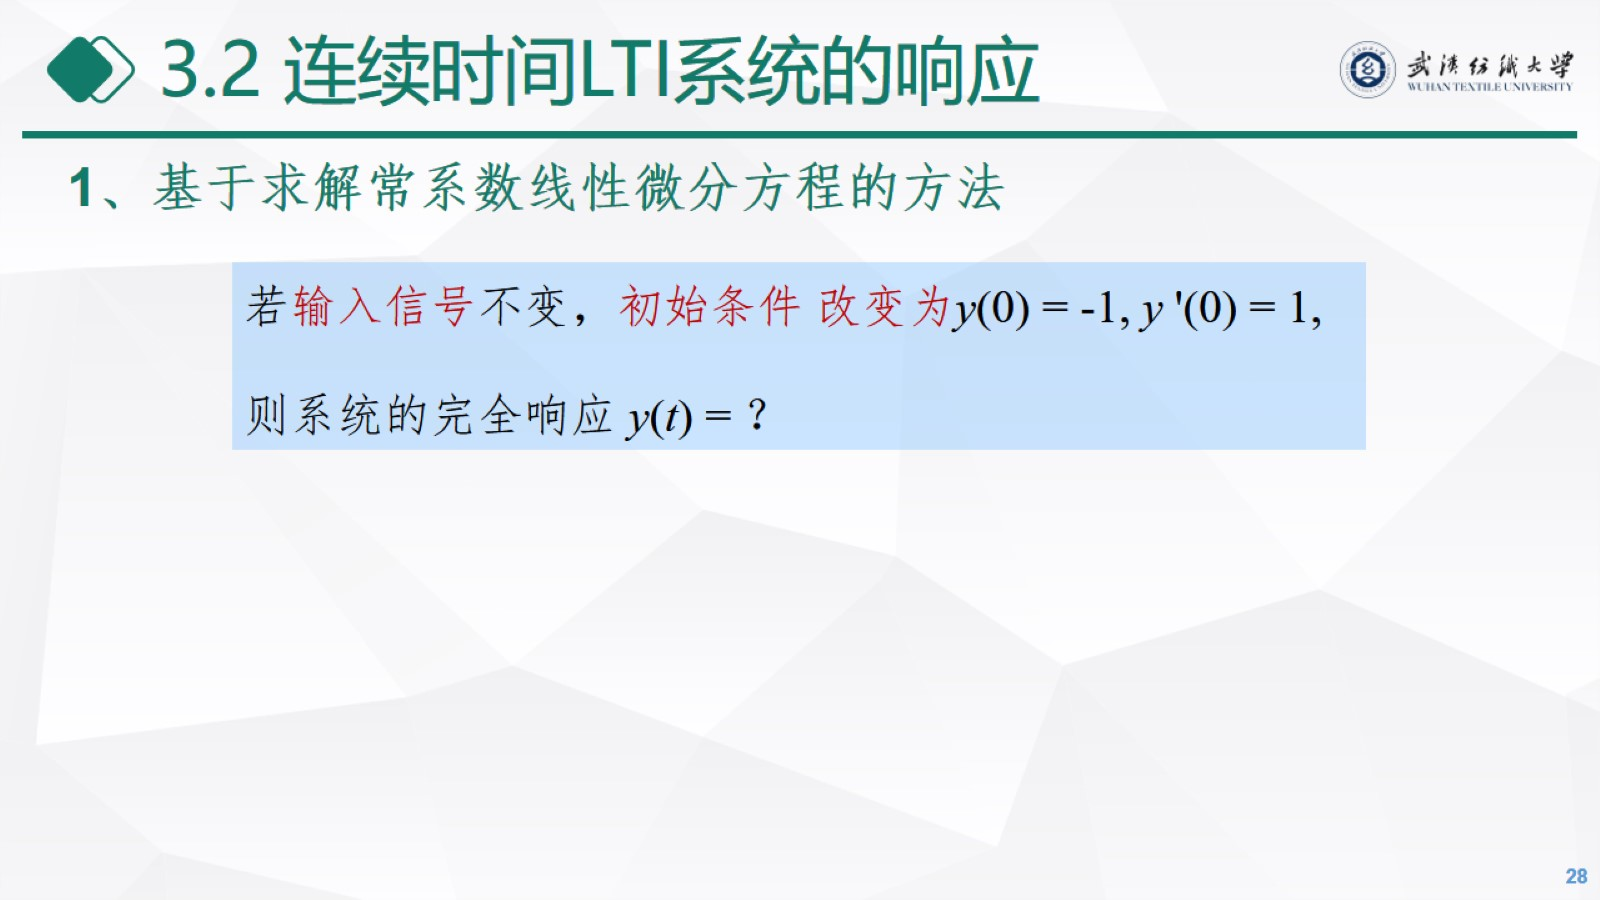 3.2 连续时间LTI系统的响应
武汉纺织大学
WUHAN TEXTILE UNIVERSITY
1、基于求解常系数线性微分方程的方法
若输入信号不变，初始条件 改变为y(0) = -1, y '(0) = 1,
则系统的完全响应 y(t) = ?
28